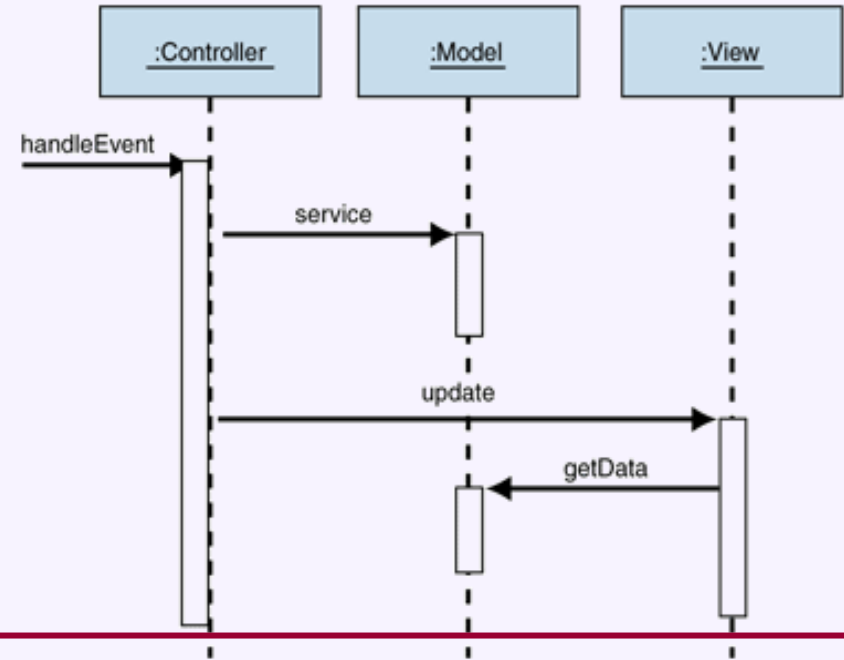 :Controller
:Model
:View
handleEvent
service
update
getData